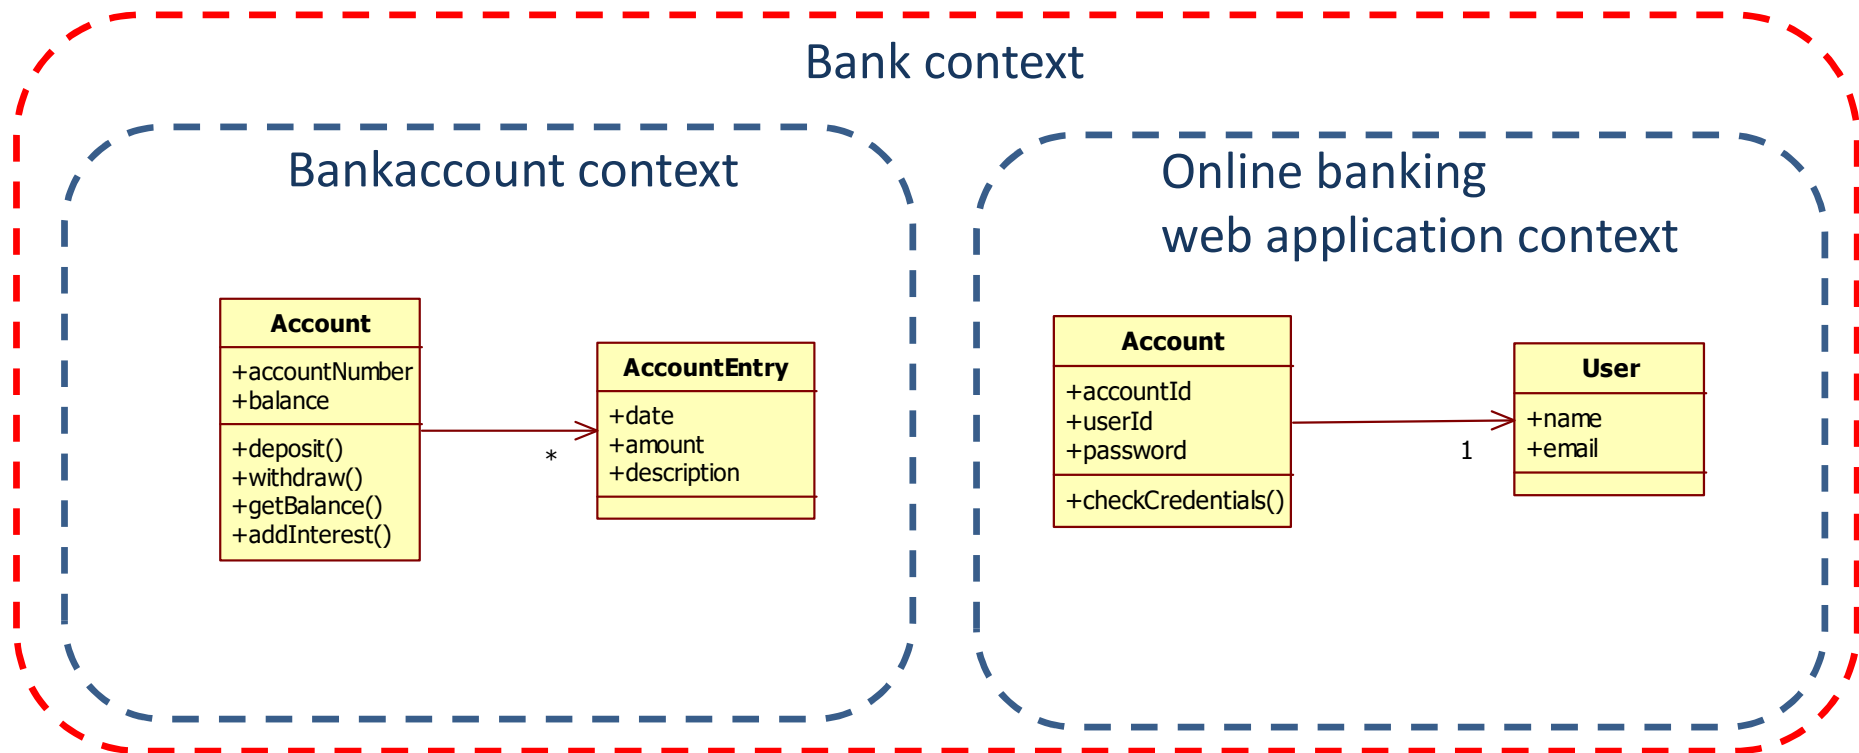 Bank context
Bankaccount context
Online banking
web application context
Account
+accountNumber
+balance
+deposit()
+withdraw()
+getBalance()
+addInterest()
*
AccountEntry
+date
+amount
+description
Account
+accountId
+userId
+password
+checkCredentials()
1
User
+name
+email